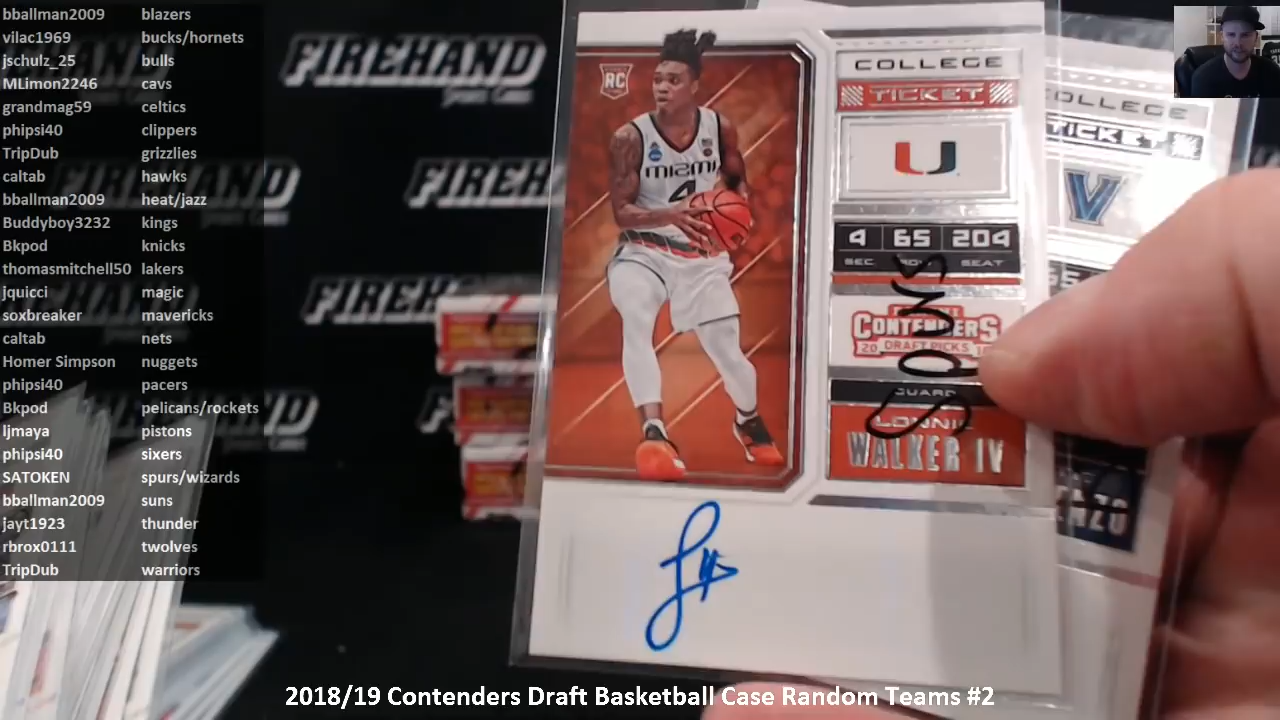 bballman2009 blazers
vilac1969 bucks/hornets
jschulz_25 bulls
MLimon2246 cavs
grandmag59 celtics
phipsi40 clippers
TripDub grizzlies
caltab hawks
bballman2009 heat/jazz
Buddyboy3232 kings
Bkpod knicks
thomasmitchell50 lakers
jquicci magic
soxbreaker mavericks
caltab nets
Homer Simpson nuggets
phipsi40 pacers
Bkpod pelicans/rockets
ljmaya pistons
phipsi40 sixers
SATOKEN spurs/wizards
bballman2009 suns
jayt1923 thunder
rbrox0111 twolves
TripDub warriors
FIREHAND
RC
MIAMI
4
COLLEGE
TICKET
U
4 65 204
SEC ROW SEAT
CONTENDERS
20 DRAFT PICKS
GUARD
LONNIE
WALKER IV
Spurs
COLLEGE
TICKET
V
ENZO
2018/19 Contenders Draft Basketball Case Random Teams #2